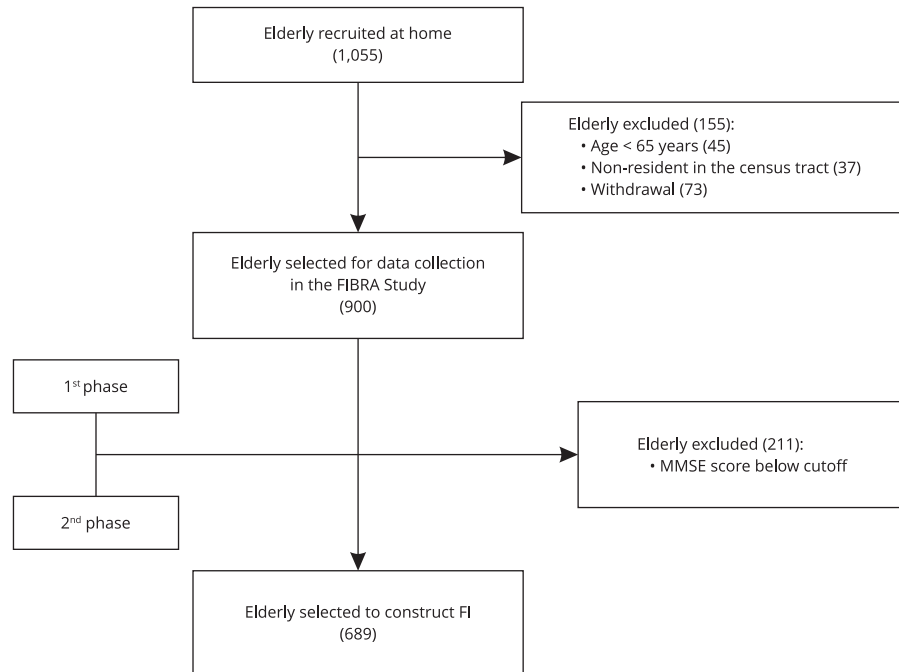 Elderly recruited at home
(1,055)
Elderly excluded (155):
• Age < 65 years (45)
• Non-resident in the census tract (37)
• Withdrawal (73)
Elderly selected for data collection
in the FIBRA Study
(900)
1st phase
Elderly excluded (211):
• MMSE score below cutoff
2nd phase
Elderly selected to construct FI
(689)